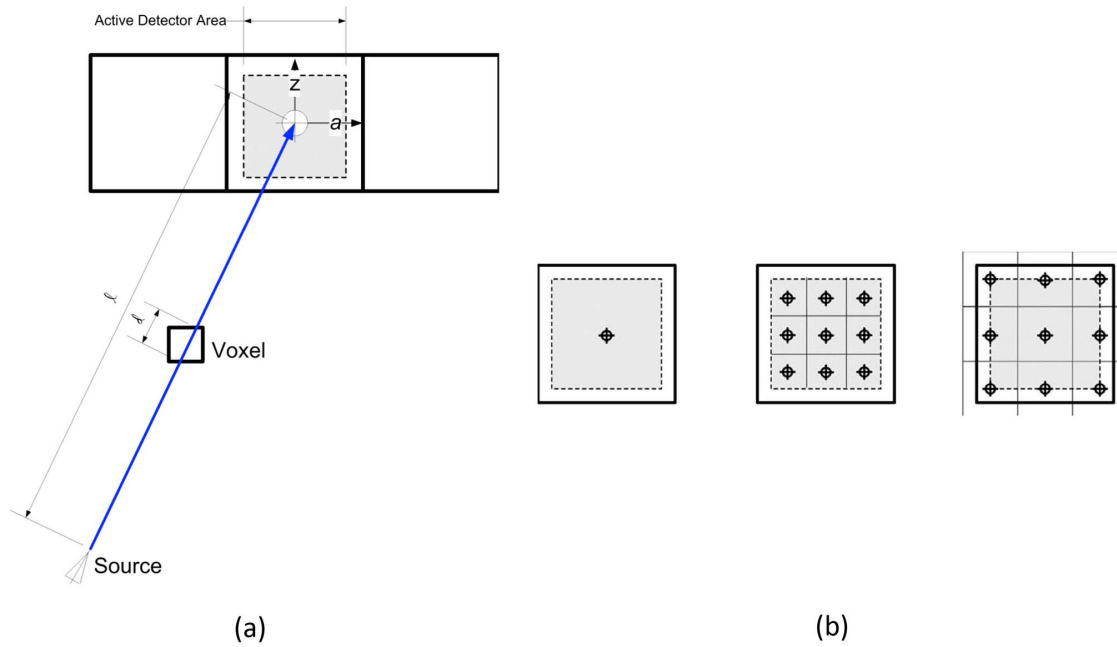 Active Detector Area
z
a
ℓ
Voxel
Source
(a)
(b)